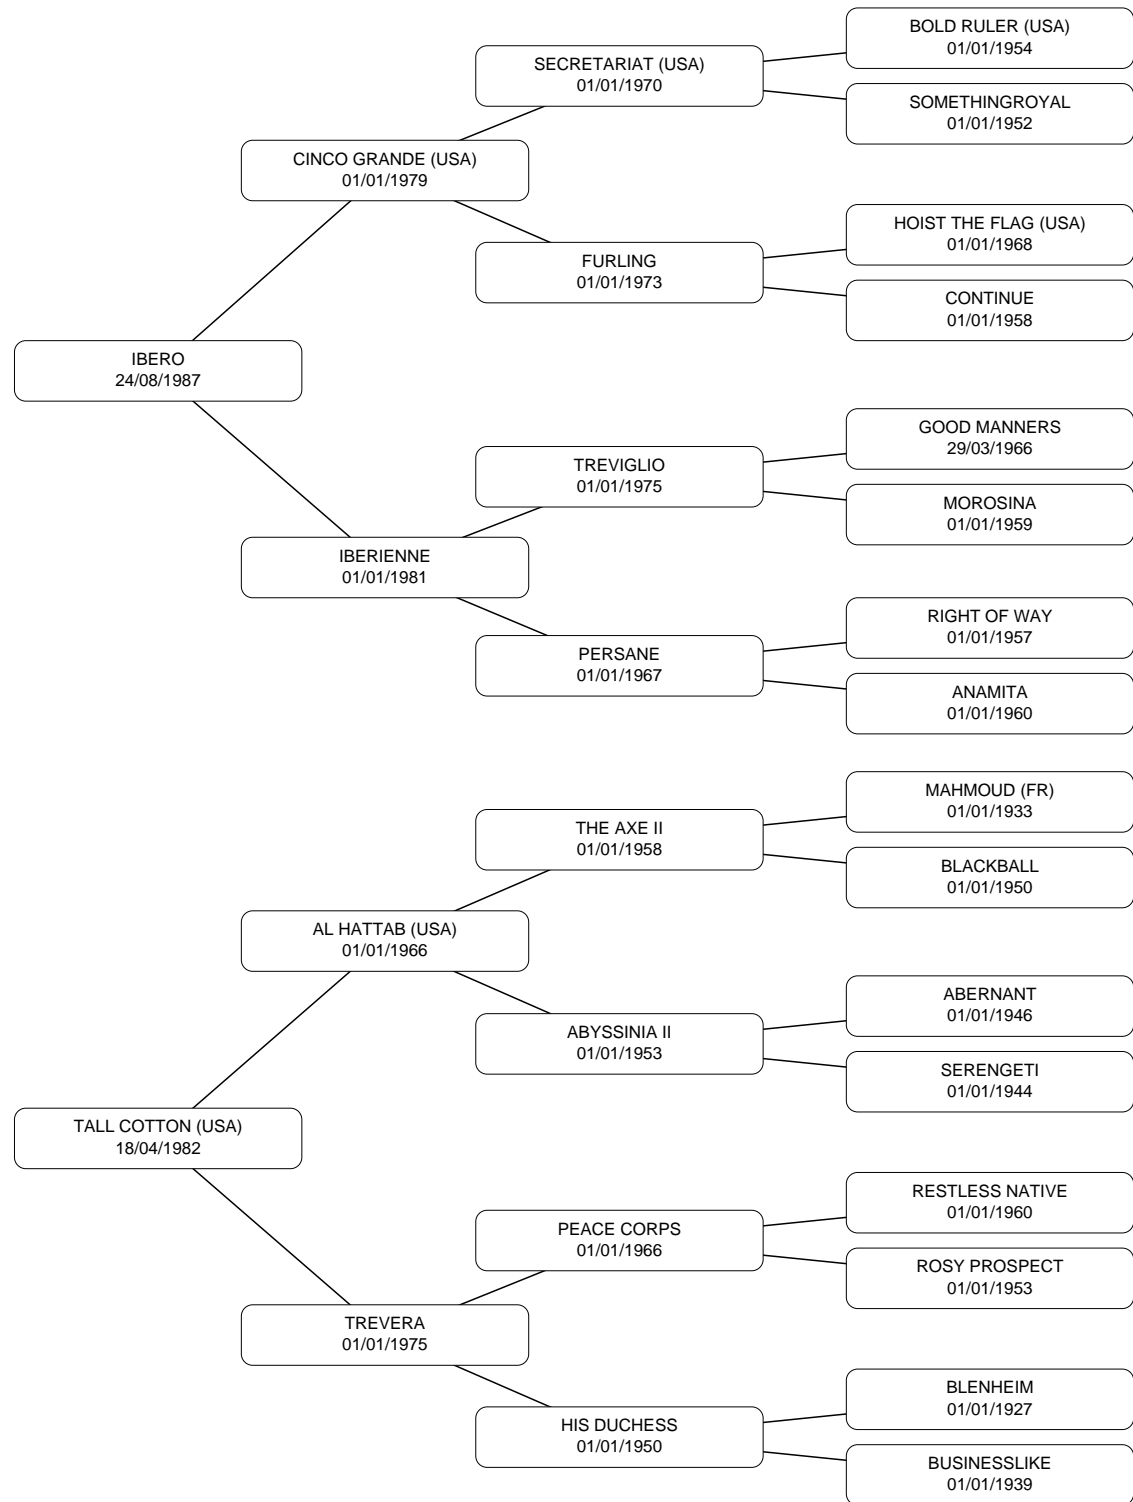 BOLD RULER (USA)
01/01/1954
SECRETARIAT (USA)
01/01/1970
SOMETHINGROYAL
01/01/1952
CINCO GRANDE (USA)
01/01/1979
HOIST THE FLAG (USA)
01/01/1968
FURLING
01/01/1973
CONTINUE
01/01/1958
IBERO
24/08/1987
GOOD MANNERS
29/03/1966
TREVIGLIO
01/01/1975
MOROSINA
01/01/1959
IBERIENNE
01/01/1981
RIGHT OF WAY
01/01/1957
PERSANE
01/01/1967
ANAMITA
01/01/1960
MAHMOUD (FR)
01/01/1933
THE AXE II
01/01/1958
BLACKBALL
01/01/1950
AL HATTAB (USA)
01/01/1966
ABERNANT
01/01/1946
ABYSSINIA II
01/01/1953
SERENGETI
01/01/1944
TALL COTTON (USA)
18/04/1982
RESTLESS NATIVE
01/01/1960
PEACE CORPS
01/01/1966
ROSY PROSPECT
01/01/1953
TREVERA
01/01/1975
BLENHEIM
01/01/1927
HIS DUCHESS
01/01/1950
BUSINESSLIKE
01/01/1939